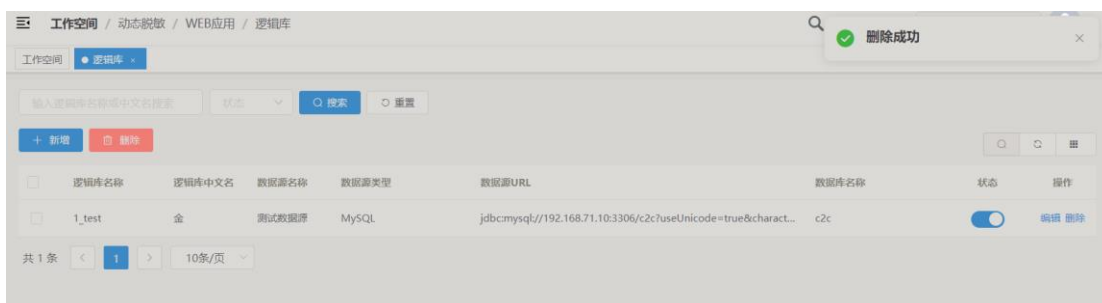 工作空间 / 动态脱敏 / WEB应用 / 逻辑库
删除成功
工作空间 逻辑库 ×
输入逻辑库名称或中文名搜索 状态 搜索 重置
+ 新增 删除
逻辑库名称 逻辑库中文名 数据源名称 数据源类型 数据源URL 数据库名称 状态 操作
1_test 金 测试数据源 MySQL jdbc:mysql://192.168.71.10:3306/c2c?useUnicode=true&charact... c2c 编辑 删除
共 1 条 < 1 > 10条/页